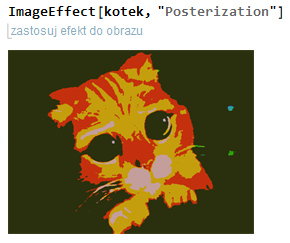 ImageEffect[kotek, "Posterization"]
zastosuj efekt do obrazu